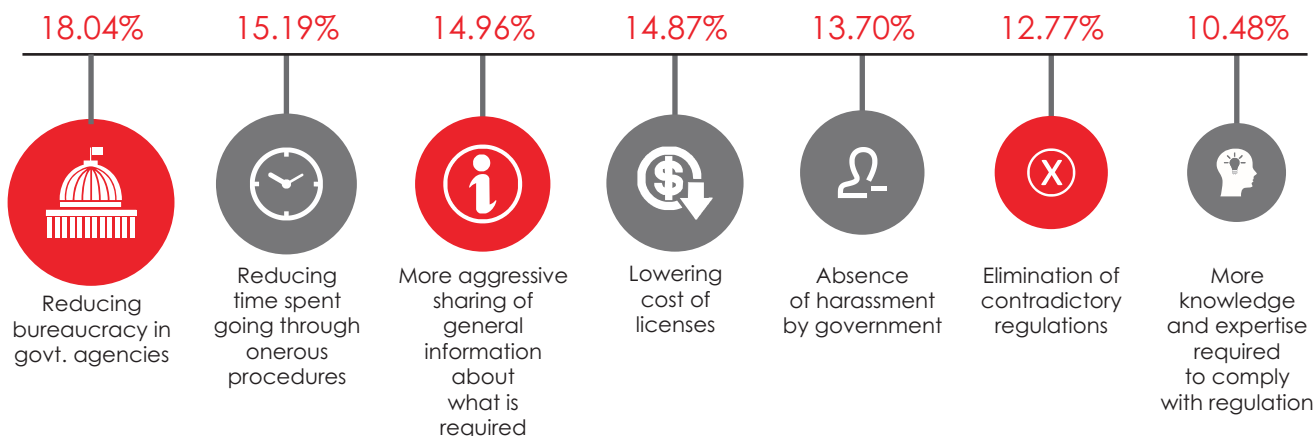 18.04%
15.19%
14.96%
14.87%
13.70%
12.77%
10.48%
Reducing
bureaucracy in
govt. agencies
Reducing
time spent
going through
onerous
procedures
More aggressive
sharing of
general
information
about
what is
required
$
Lowering
cost of
licenses
Absence
of harassment
by government
X
Elimination of
contradictory
regulations
More
knowledge
and expertise
required
to comply
with regulation